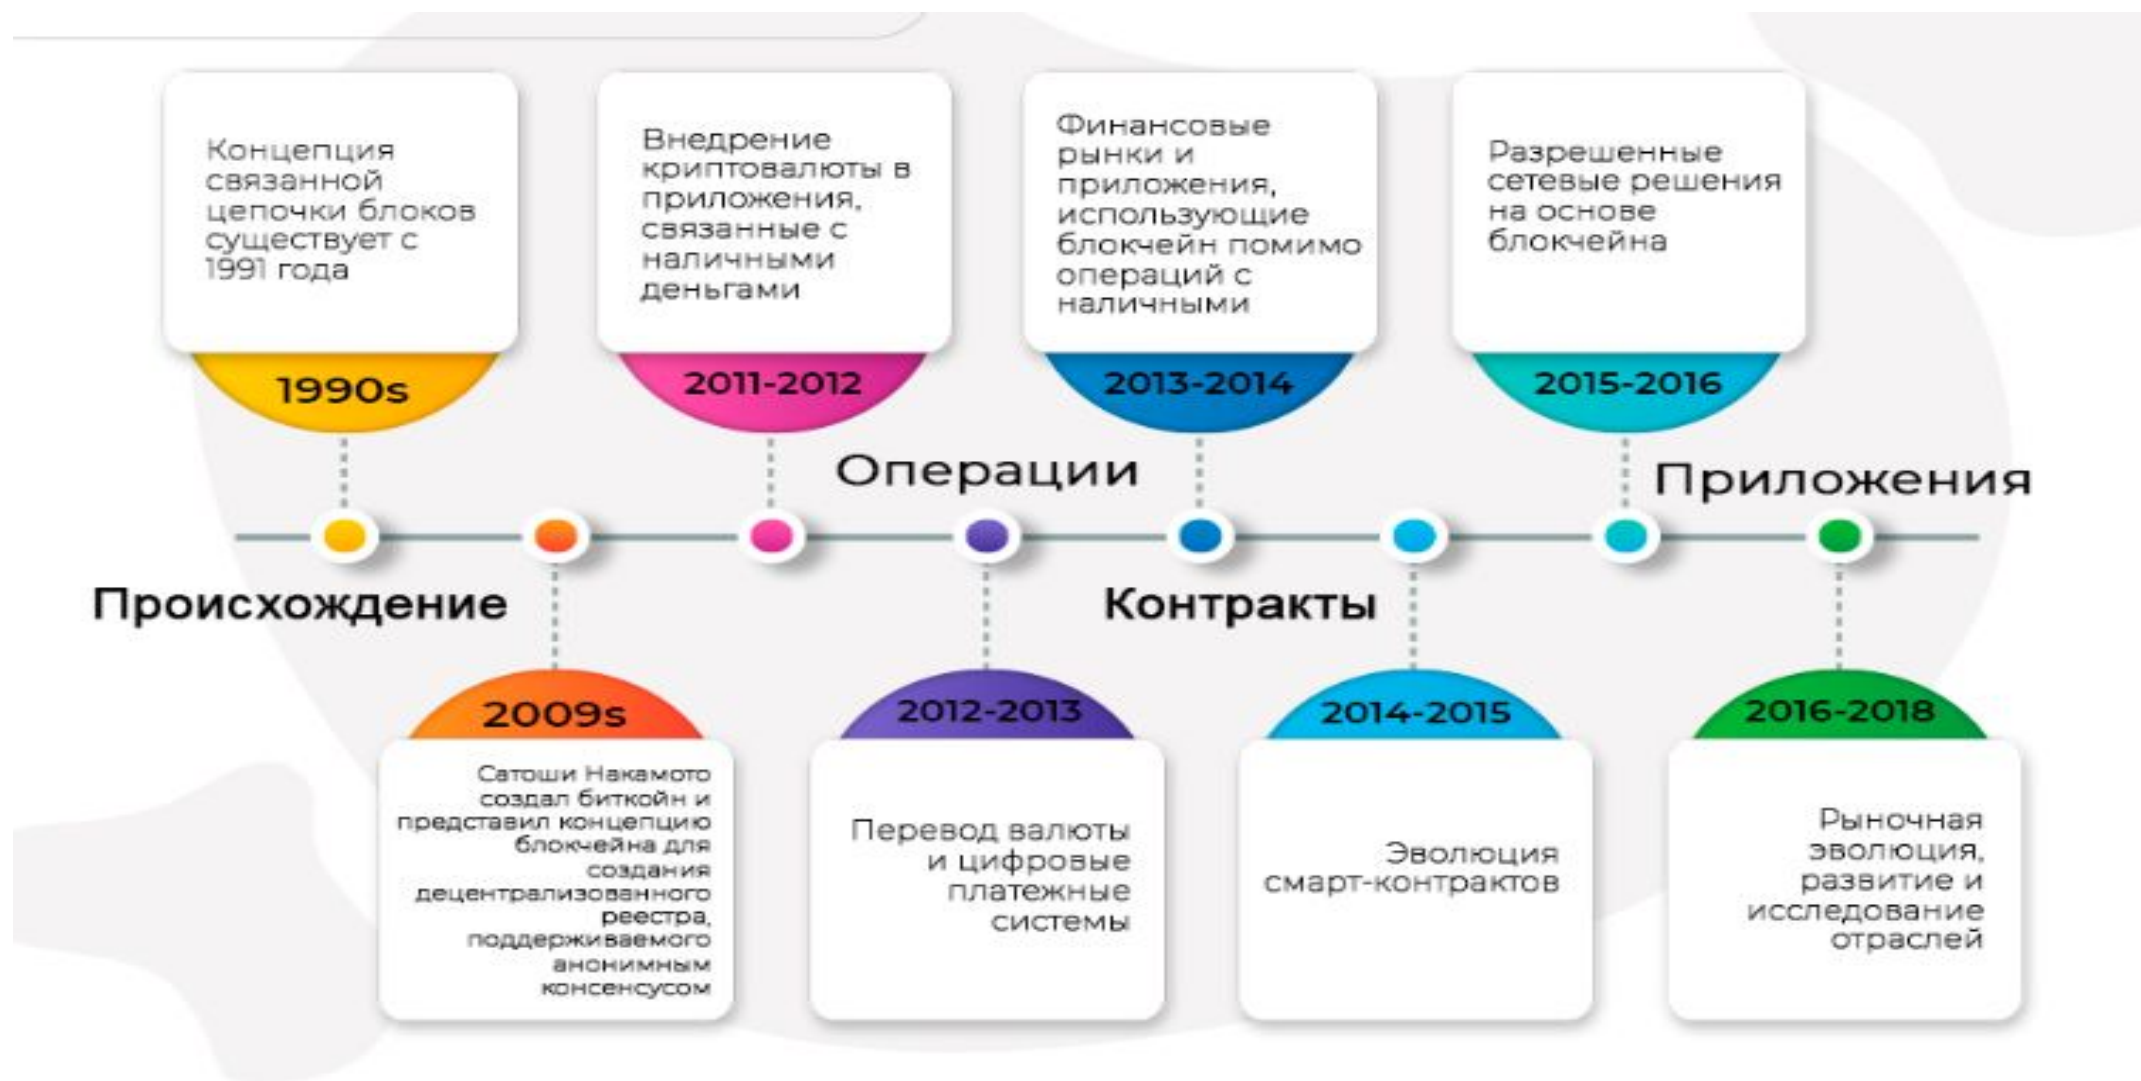 Концепция
связанной
цепочки блоков
существует с
1991 года
1990s
Внедрение
криптовалюты в
приложения,
связанные с
наличными
деньгами
2011-2012
Финансовые
рынки и
приложения,
использующие
блокчейн помимо
операций с
наличными
2013-2014
Разрешенные
сетевые решения
на основе
блокчейна
2015-2016
Операции
Приложения
Происхождение
Контракты
2009s
Сатоши Накамото
создал биткойн и
представил концепцию
блокчейна для
создания
децентрализованного
реестра,
поддерживаемого
анонимным
консенсусом
2012-2013
Перевод валюты
и цифровые
платежные
системы
2014-2015
Эволюция
смарт-контрактов
2016-2018
Рыночная
эволюция,
развитие и
исследование
отраслей